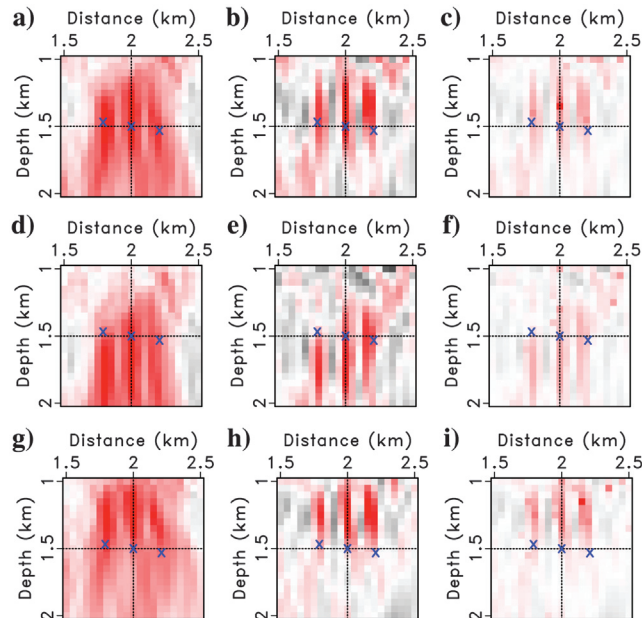 a) Distance (km) b) Distance (km) c) Distance (km)
1.5 2 2.5 1.5 2 2.5 1.5 2 2.5
Depth (km) 1 1.5 2 Depth (km) 1 1.5 2 Depth (km) 1 1.5 2
d) Distance (km) e) Distance (km) f) Distance (km)
1.5 2 2.5 1.5 2 2.5 1.5 2 2.5
Depth (km) 1 1.5 2 Depth (km) 1 1.5 2 Depth (km) 1 1.5 2
g) Distance (km) h) Distance (km) i) Distance (km)
1.5 2 2.5 1.5 2 2.5 1.5 2 2.5
Depth (km) 1 1.5 2 Depth (km) 1 1.5 2 Depth (km) 1 1.5 2